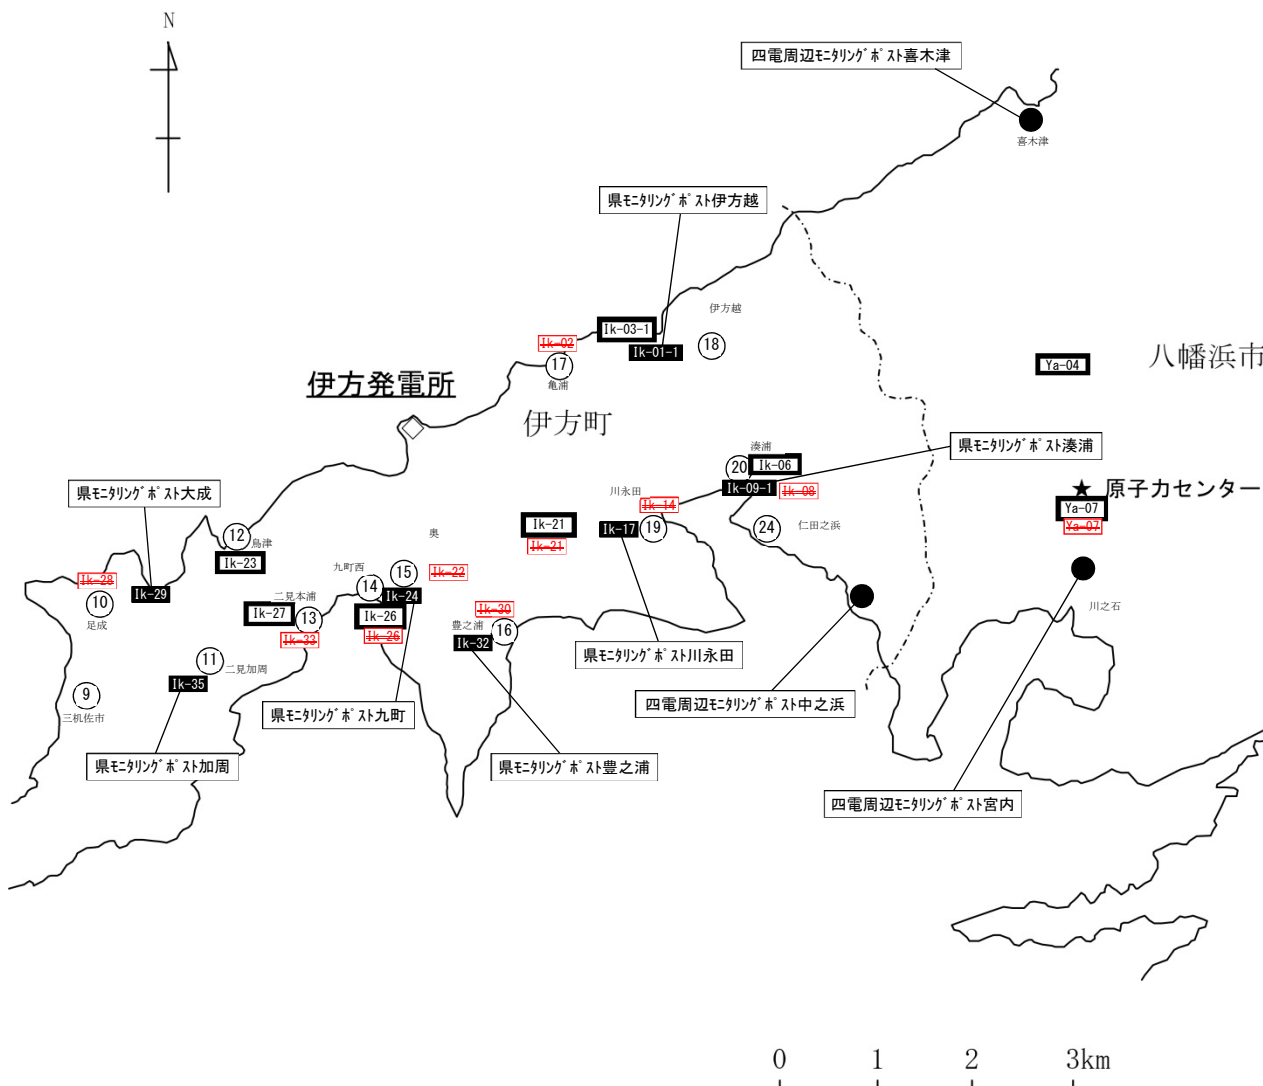 N
四電周辺ﾓﾆﾀﾘﾝｸﾞﾎﾟｽﾄ喜木津
喜木津
県ﾓﾆﾀﾘﾝｸﾞﾎﾟｽﾄ伊方越
伊方越
Ik-03-1
Ik-02
Ik-01-1
18
17
亀浦
Ya-04
八幡浜市
伊方発電所
伊方町
県ﾓﾆﾀﾘﾝｸﾞﾎﾟｽﾄ湊浦
湊浦
20
Ik-06
Ik-09-1
Ik-08
県ﾓﾆﾀﾘﾝｸﾞﾎﾟｽﾄ大成
川永田
Ik-14
★ 原子力センター
Ya-07
Ya-07
Ik-21
Ik-21
Ik-17
19
24
仁田之浜
12
鳥津
Ik-23
奥
九町西
15
Ik-22
14
Ik-24
Ik-28
10
足成
Ik-29
二見本浦
Ik-27
13
Ik-33
Ik-26
Ik-26
Ik-30
豊之浦
16
Ik-32
川之石
11
二見加周
Ik-35
9
三机佐市
県ﾓﾆﾀﾘﾝｸﾞﾎﾟｽﾄ川永田
四電周辺ﾓﾆﾀﾘﾝｸﾞﾎﾟｽﾄ中之浜
県ﾓﾆﾀﾘﾝｸﾞﾎﾟｽﾄ九町
県ﾓﾆﾀﾘﾝｸﾞﾎﾟｽﾄ加周
県ﾓﾆﾀﾘﾝｸﾞﾎﾟｽﾄ豊之浦
四電周辺ﾓﾆﾀﾘﾝｸﾞﾎﾟｽﾄ宮内
0 1 2 3km